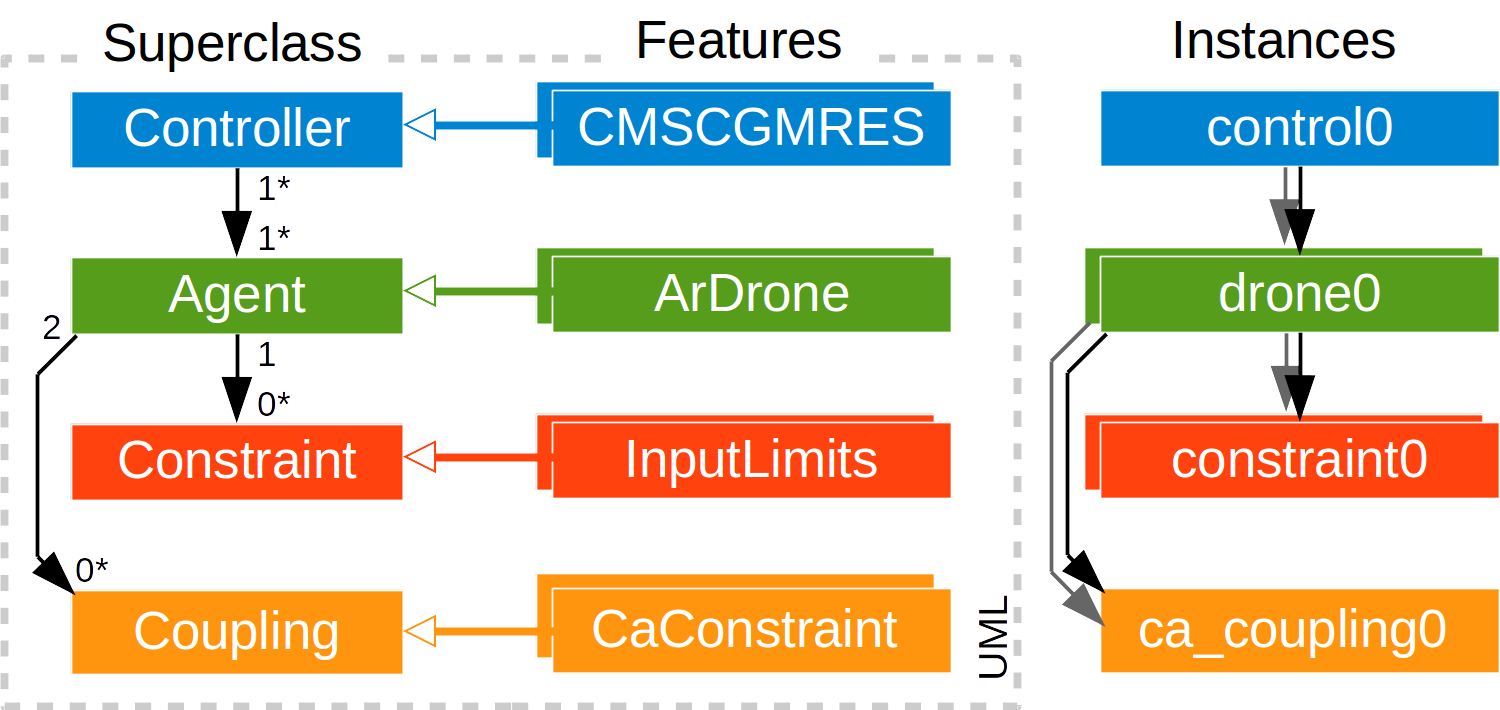 Superclass
Features
Instances
Controller
CMSCGMRES
control0
1*
1*
Agent
ArDrone
drone0
2
1
0*
Constraint
InputLimits
constraint0
0*
Coupling
CaConstraint
UML
ca_coupling0